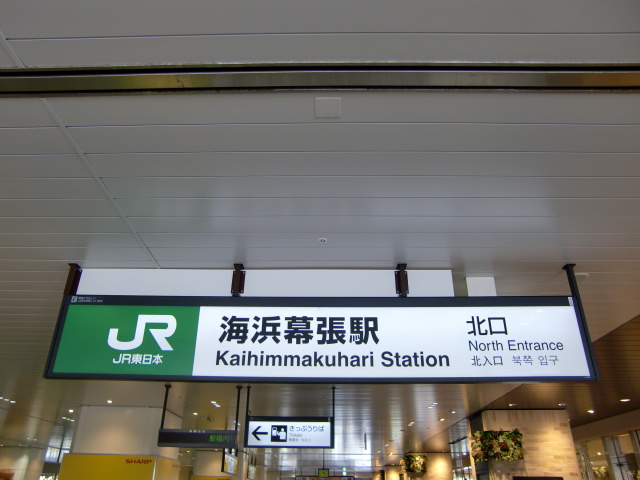 JR
JR東日本
海浜幕張駅
Kaihimmakuhari Station
北口
North Entrance
北入口 북쪽 입구
きっぷうりば
Tickets
SHARP